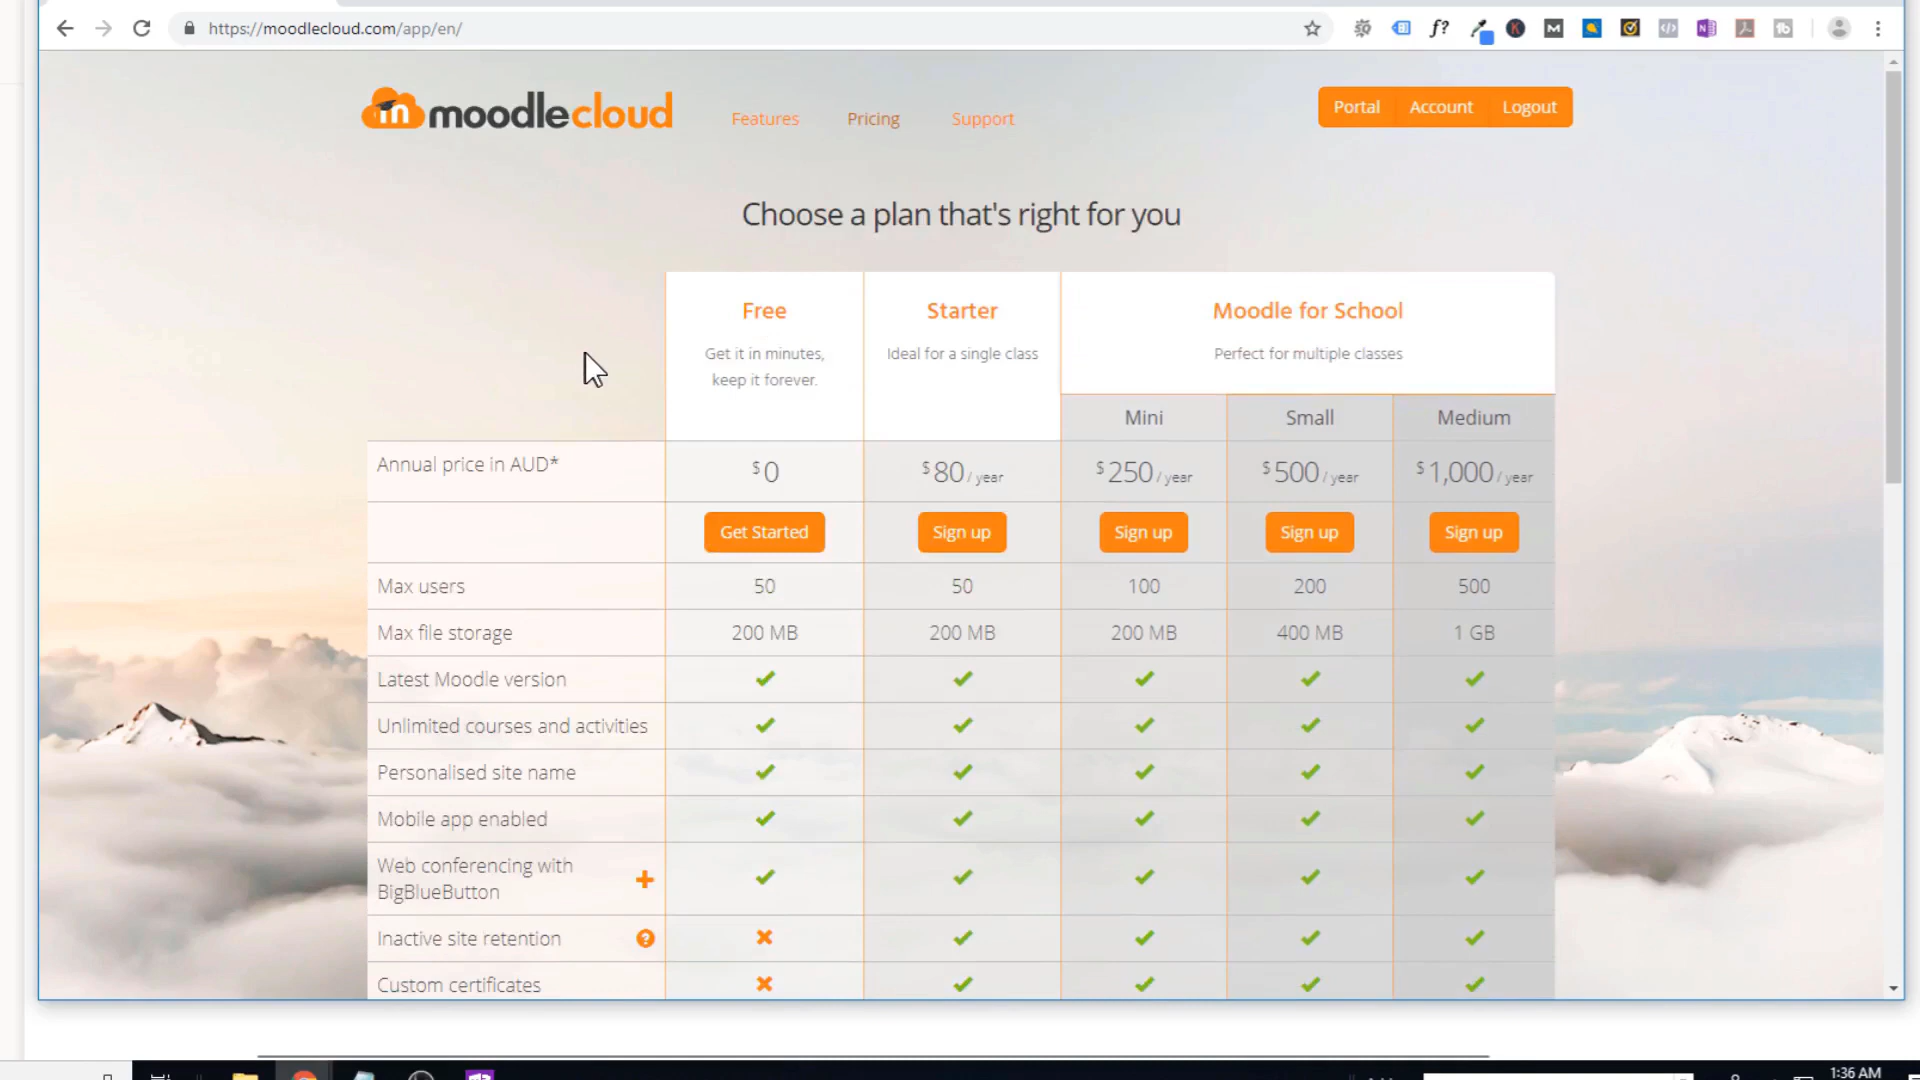 https://moodlecloud.com/app/en/
moodlecloud
Features Pricing Support
Portal Account Logout
Choose a plan that's right for you
Free Starter Moodle for School
Get it in minutes, keep it forever.
Ideal for a single class
Perfect for multiple classes
Mini Small Medium
Annual price in AUD* $0 $80 / year $250 / year $500 / year $1,000 / year
Get Started Sign up Sign up Sign up Sign up
Max users 50 50 100 200 500
Max file storage 200 MB 200 MB 200 MB 400 MB 1 GB
Latest Moodle version
Unlimited courses and activities
Personalised site name
Mobile app enabled
Web conferencing with
BigBlueButton
Inactive site retention
Custom certificates
1:36 AM